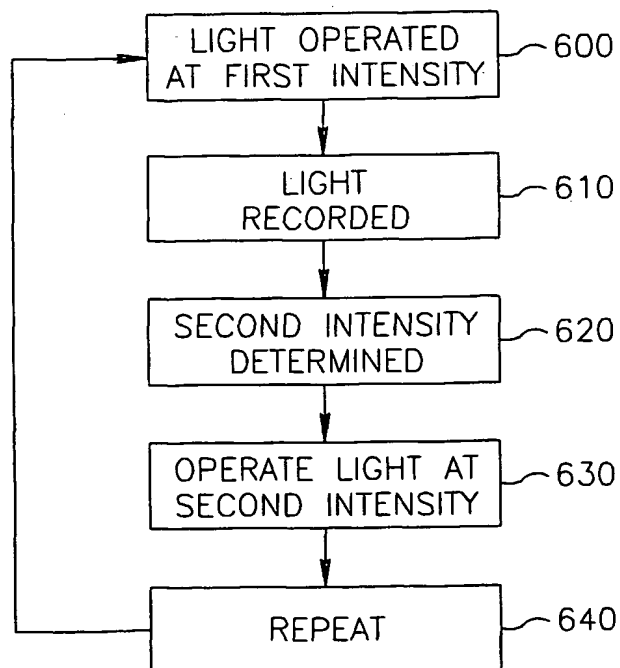 LIGHT OPERATED
AT FIRST INTENSITY
600
LIGHT
RECORDED
610
SECOND INTENSITY
DETERMINED
620
OPERATE LIGHT AT
SECOND INTENSITY
630
REPEAT
640